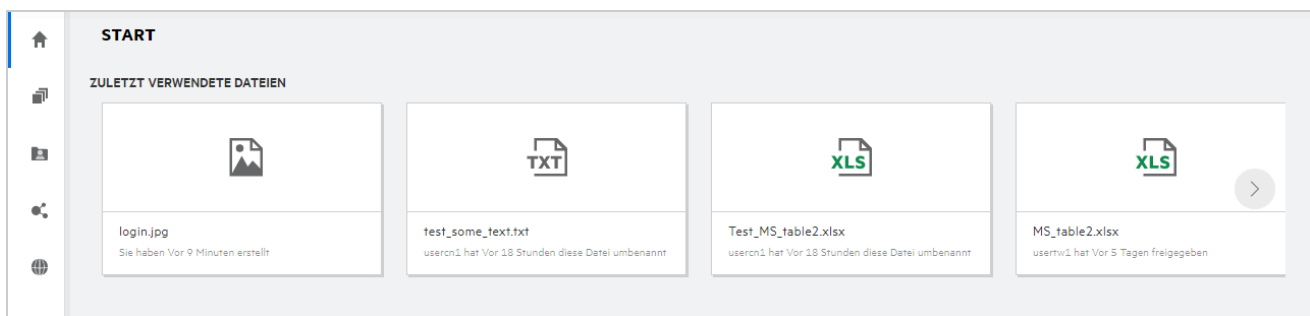 START
ZULETZT VERWENDETE DATEIEN
TXT
XLS
XLS
login.jpg
Sie haben Vor 9 Minuten erstellt
test_some_text.txt
usercn1 hat Vor 18 Stunden diese Datei umbenannt
Test_MS_table2.xlsx
usercn1 hat Vor 18 Stunden diese Datei umbenannt
MS_table2.xlsx
usertw1 hat Vor 5 Tagen freigegeben